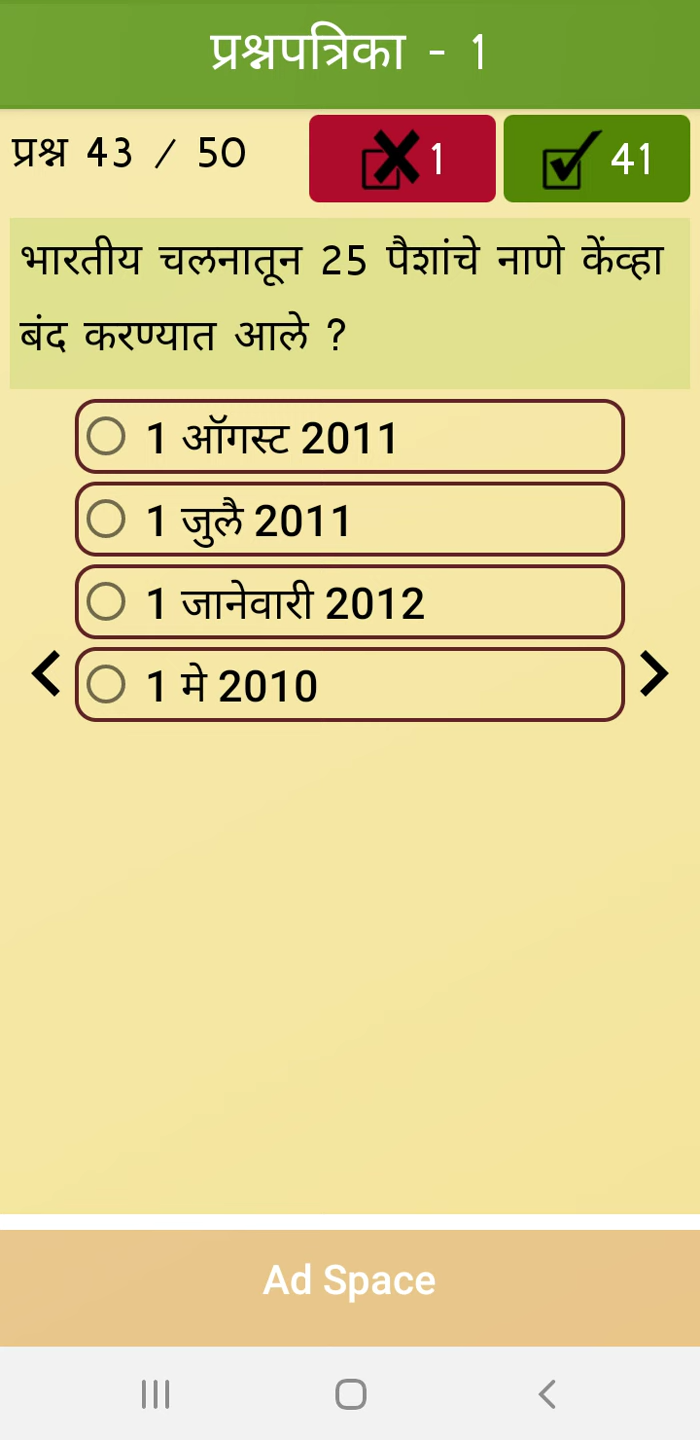 प्रश्नपत्रिका - 1
प्रश्न 43 / 50
1
41
भारतीय चलनातून 25 पैशांचे नाणे केंव्हा
बंद करण्यात आले ?
1 ऑगस्ट 2011
1 जुलै 2011
1 जानेवारी 2012
1 मे 2010
Ad Space